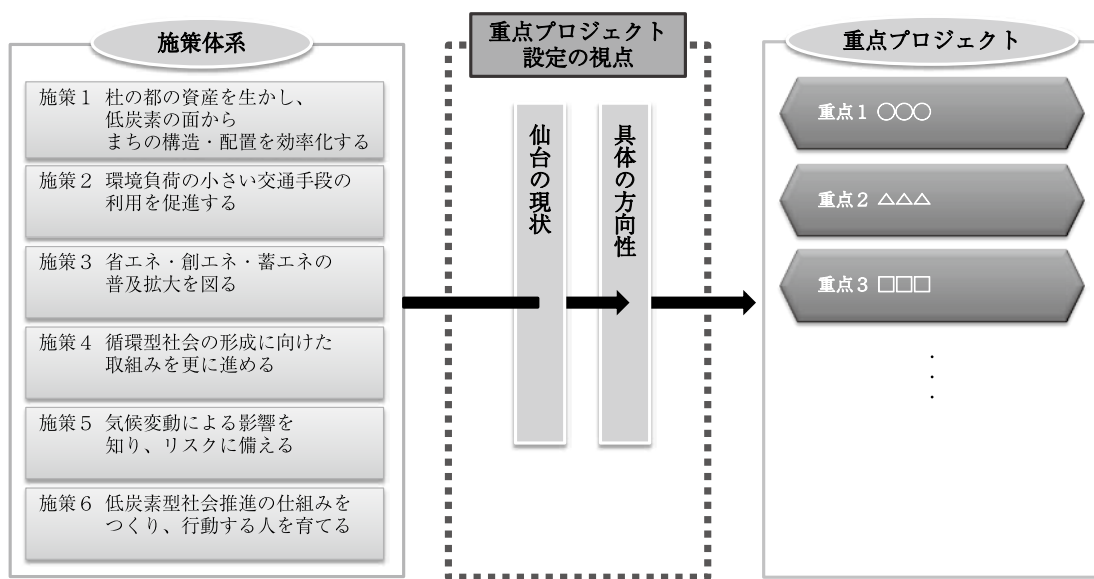 施策体系
施策１ 杜の都の資産を生かし、
低炭素の面から
まちの構造・配置を効率化する
施策２ 環境負荷の小さい交通手段の
利用を促進する
施策３ 省エネ・創エネ・蓄エネの
普及拡大を図る
施策４ 循環型社会の形成に向けた
取組みを更に進める
施策５ 気候変動による影響を
知り、リスクに備える
施策６ 低炭素型社会推進の仕組みを
つくり、行動する人を育てる
重点プロジェクト
設定の視点
仙台の現状
具体の方向性
重点プロジェクト
重点１ ○○○
重点２ △△△
重点３ □□□
・
・
・